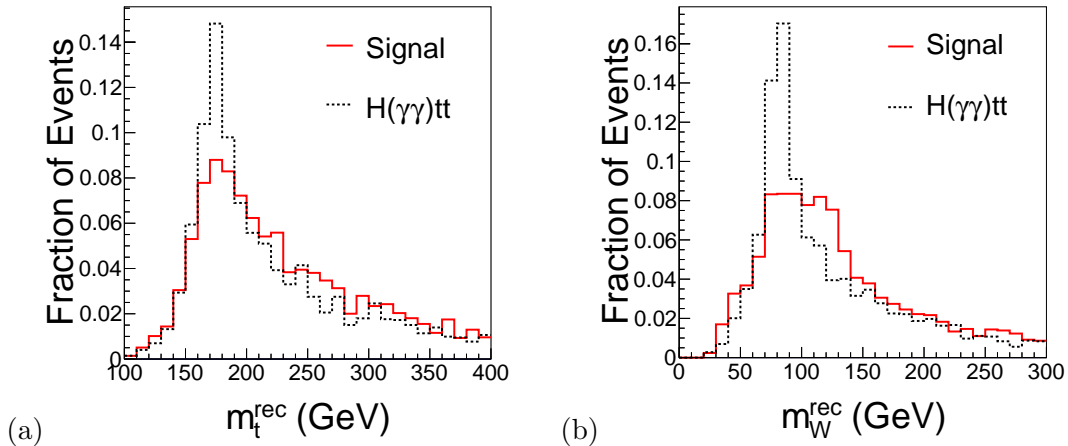 Fraction of Events
0.14
0.12
0.1
0.08
0.06
0.04
0.02
0
100 150 200 250 300 350 400
m_t^rec (GeV)
Signal
H(γγ)tt
(a)
Fraction of Events
0.16
0.14
0.12
0.1
0.08
0.06
0.04
0.02
0
0 50 100 150 200 250 300
m_W^rec (GeV)
Signal
H(γγ)tt
(b)